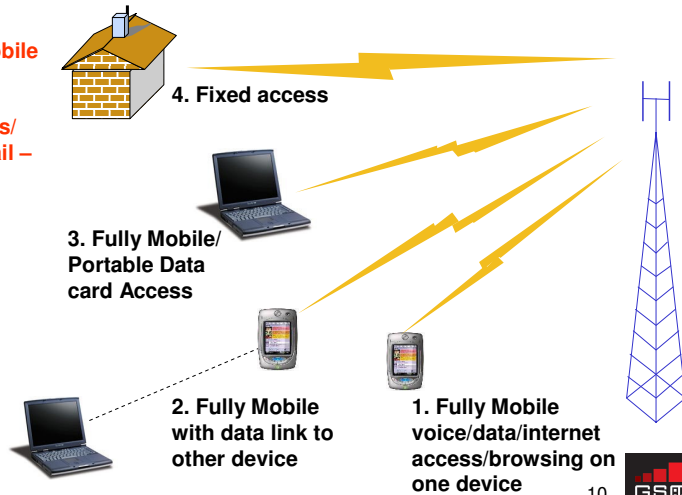 4. Fixed access
s/
ail –
3. Fully Mobile/
Portable Data
card Access
2. Fully Mobile
with data link to
other device
1. Fully Mobile
voice/data/internet
access/browsing on
one device
10